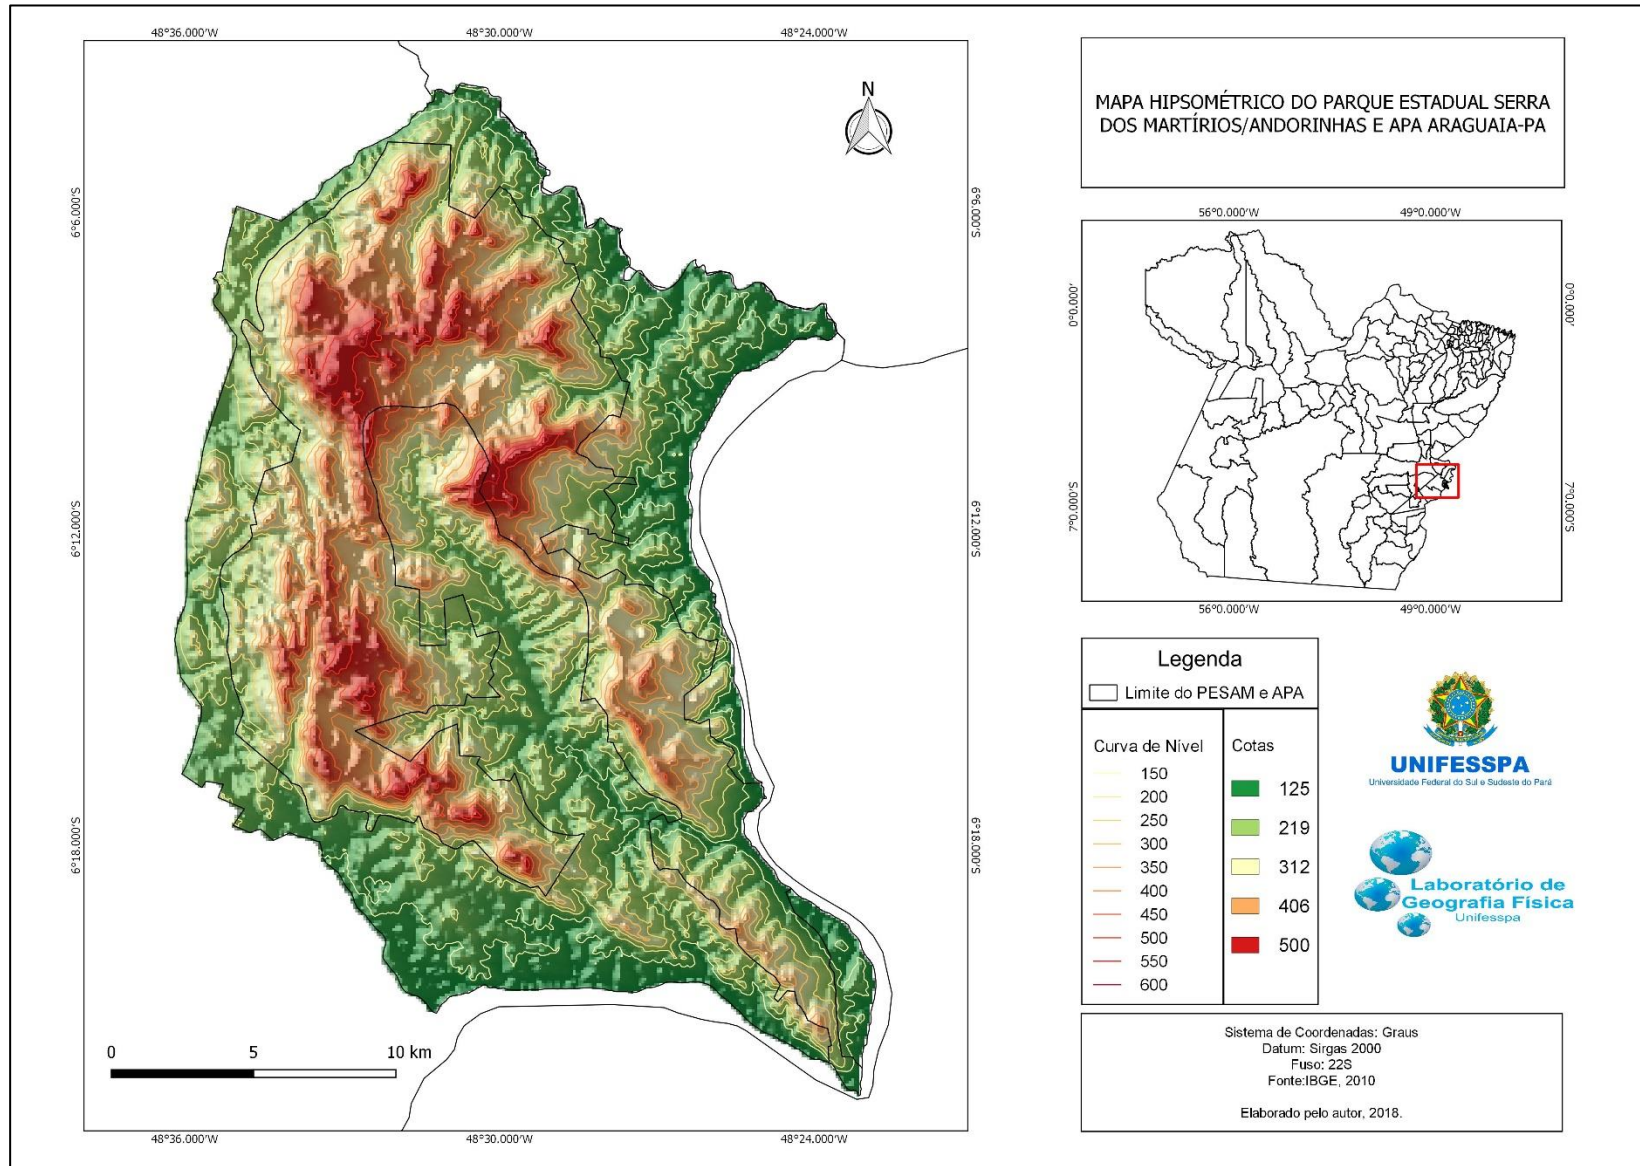 48°36.000'W
48°30.000'W
48°24.000'W
6°6.000'S
6°12.000'S
6°18.000'S
6°6.000'S
6°12.000'S
6°18.000'S
N
0
5
10 km
48°36.000'W
48°30.000'W
48°24.000'W
MAPA HIPSOMÉTRICO DO PARQUE ESTADUAL SERRA
DOS MARTÍRIOS/ANDORINHAS E APA ARAGUAIA-PA
56°0.000'W
49°0.000'W
0°0.000'
7°0.000'S
0°0.000'
7°0.000'S
56°0.000'W
49°0.000'W
Legenda
Limite do PESAM e APA
Curva de Nível
150
200
250
300
350
400
450
500
550
600
Cotas
125
219
312
406
500
UNIFESSPA
Universidade Federal do Sul e Sudeste do Pará
Laboratório de
Geografia Física
Unifesspa
Sistema de Coordenadas: Graus
Datum: Sirgas 2000
Fuso: 22S
Fonte:IBGE, 2010
Elaborado pelo autor, 2018.